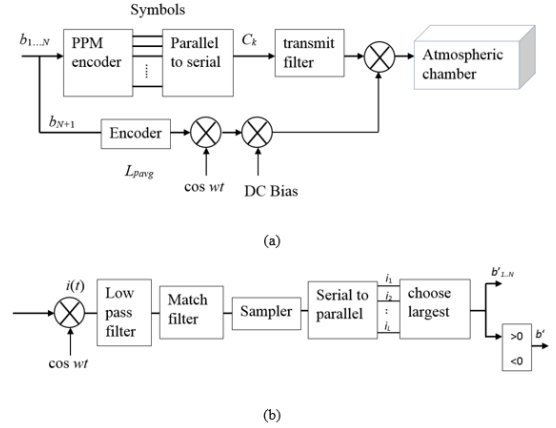 Symbols
b1...N
PPM encoder
Parallel to serial
Ck
transmit filter
Atmospheric chamber
bN+1
Encoder
Lpavg
cos wt
DC Bias
(a)
i(t)
Low pass filter
Match filter
Sampler
Serial to parallel
i1
i2
:
iL
choose largest
b'1..N
>0
<0
b'
cos wt
(b)